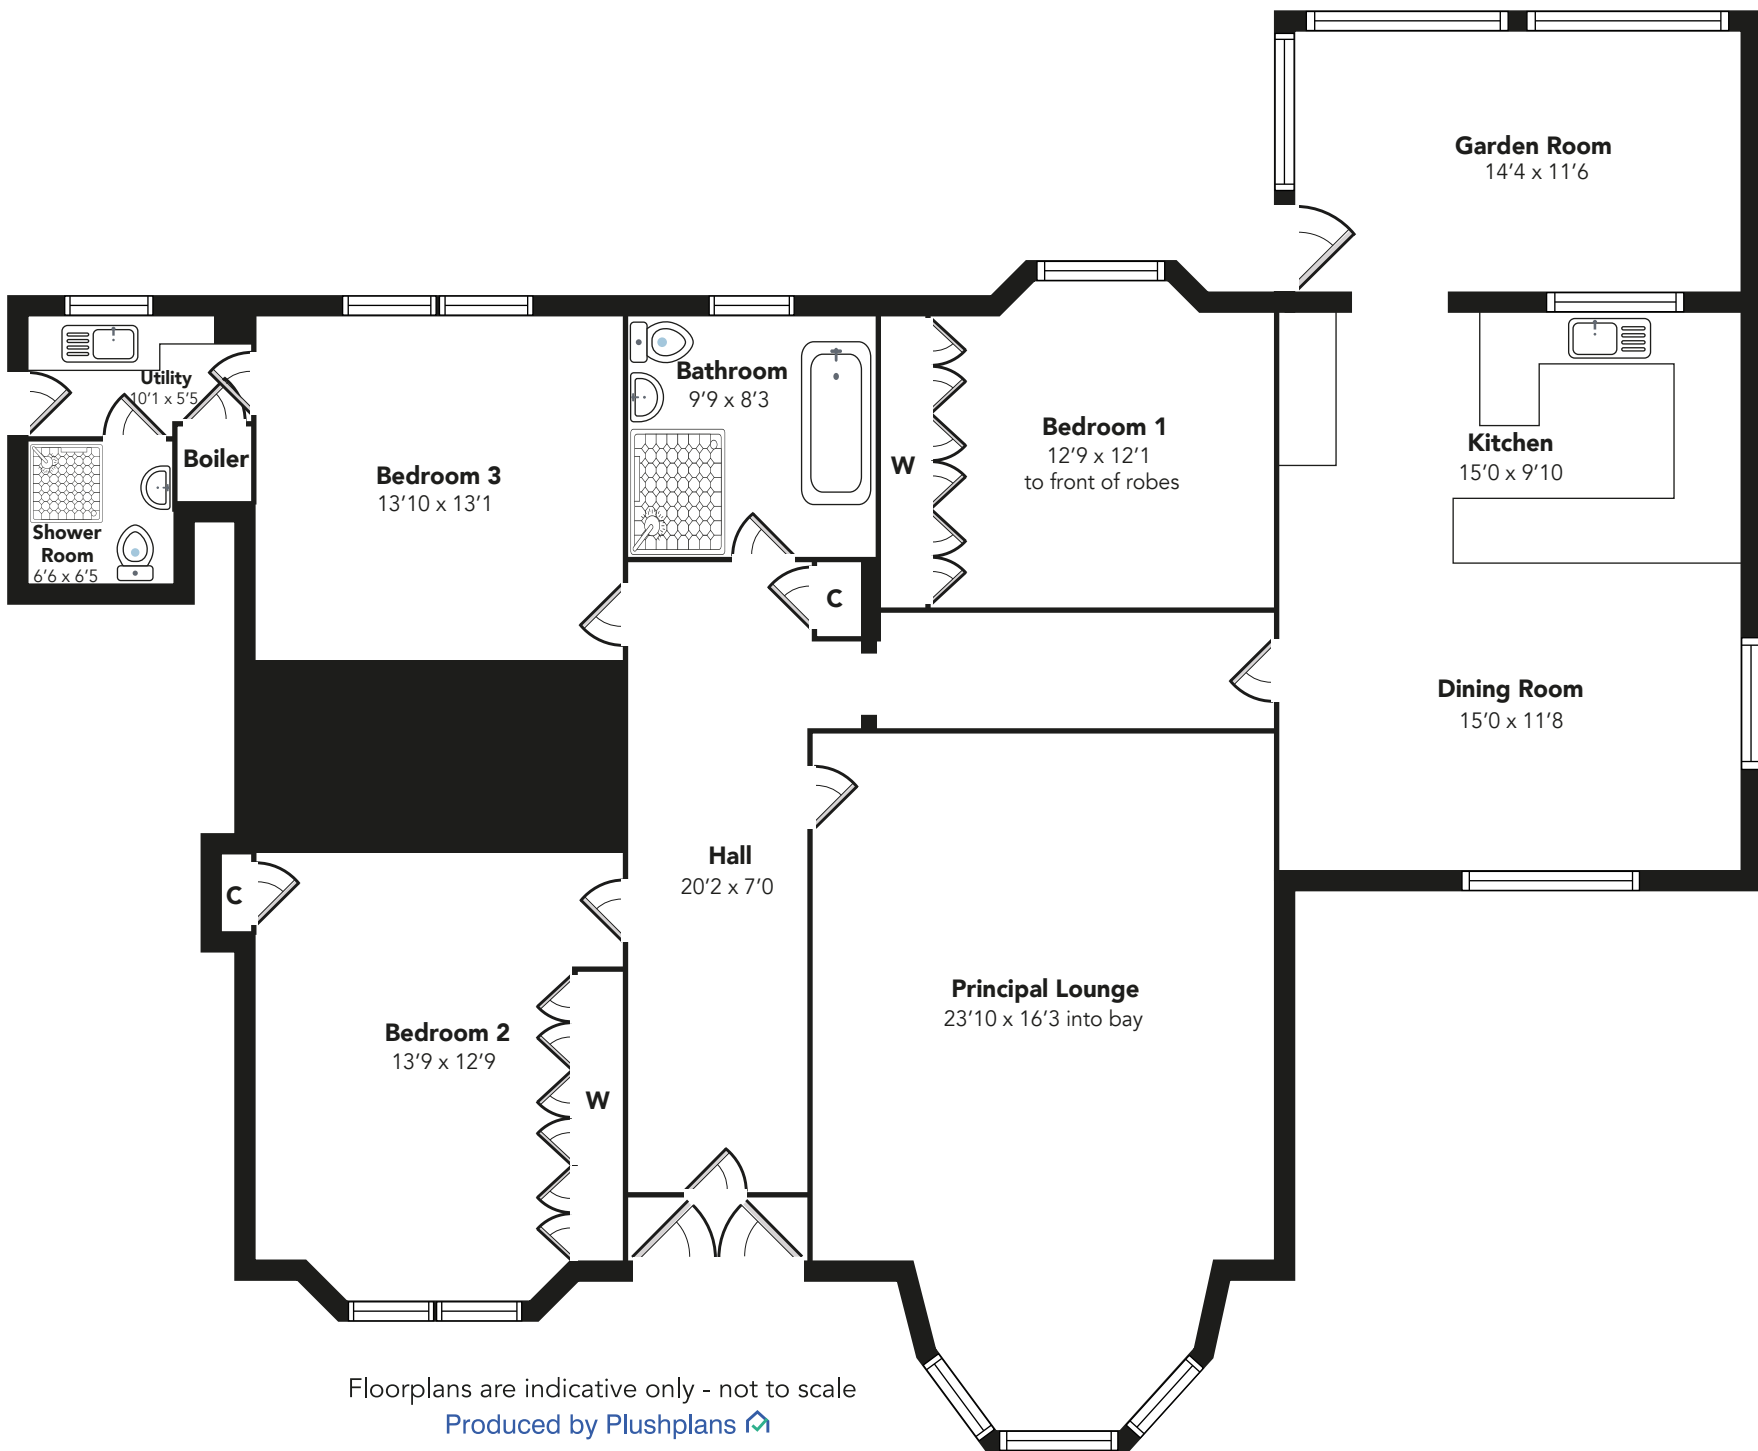 Garden Room
14'4 x 11'6
Utility
10'1 x 5'5
Boiler
Shower
Room
6'6 x 6'5
Bedroom 3
13'10 x 13'1
Bathroom
9'9 x 8'3
W
Bedroom 1
12'9 x 12'1
to front of robes
Kitchen
15'0 x 9'10
C
Dining Room
15'0 x 11'8
Hall
20'2 x 7'0
C
Bedroom 2
13'9 x 12'9
W
Principal Lounge
23'10 x 16'3 into bay
Floorplans are indicative only - not to scale
Produced by Plushplans